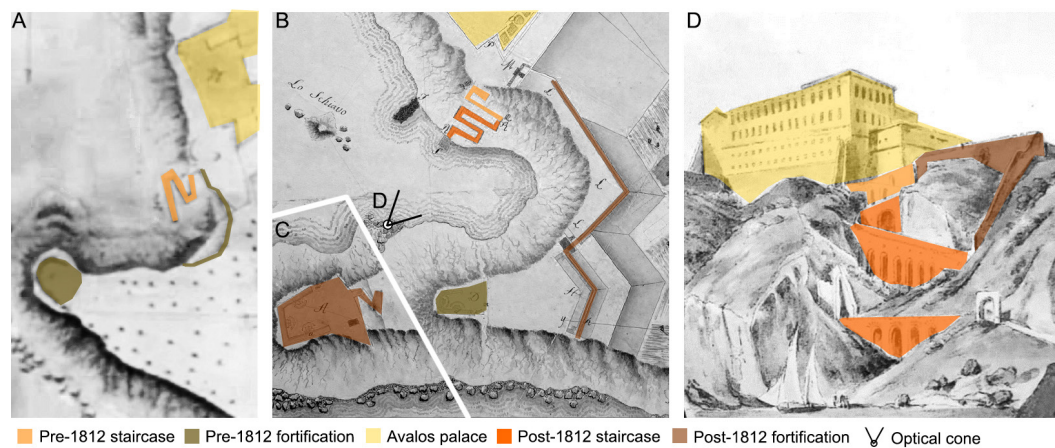 A
B
D
Lo Schiavo
D
C
Pre-1812 staircase
Pre-1812 fortification
Avalos palace
Post-1812 staircase
Post-1812 fortification
Optical cone